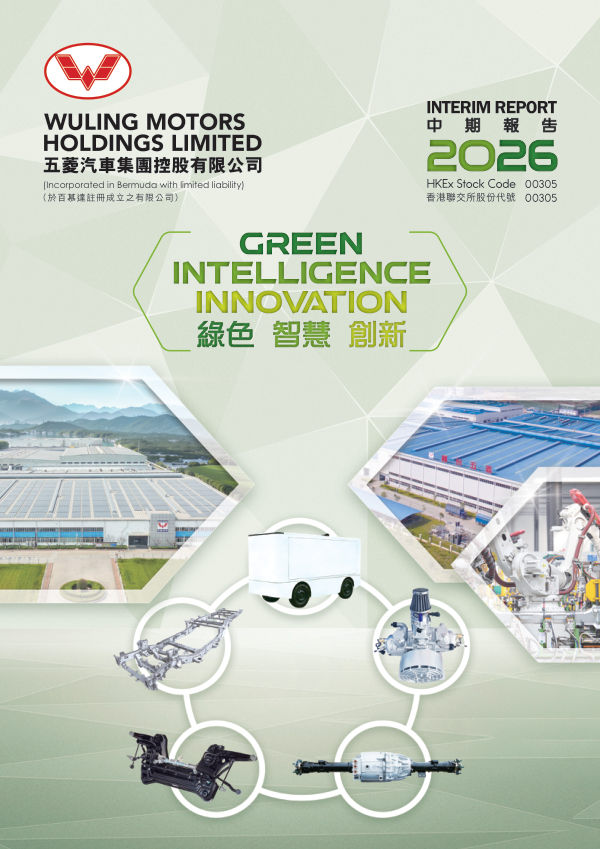 WULING MOTORS
HOLDINGS LIMITED
五菱汽車集團控股有限公司
(Incorporated in Bermuda with limited liability)
(於百慕達註冊成立之有限公司)
INTERIM REPORT
中期報告
2026
HKEx Stock Code 00305
香港聯交所股份代號 00305
GREEN
INTELLIGENCE
INNOVATION
綠色 智慧 創新